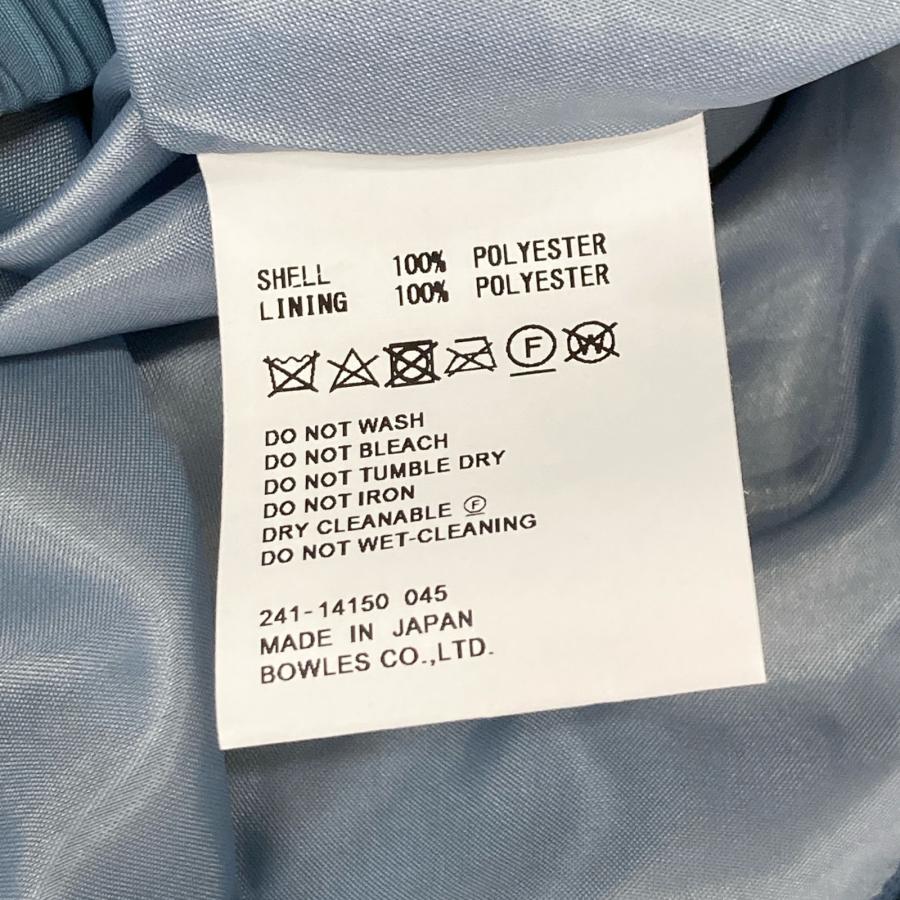 SHELL 100% POLYESTER
LINING 100% POLYESTER
F W
DO NOT WASH
DO NOT BLEACH
DO NOT TUMBLE DRY
DO NOT IRON
DRY CLEANABLE Ⓕ
DO NOT WET-CLEANING
241-14150 045
MADE IN JAPAN
BOWLES CO.,LTD.